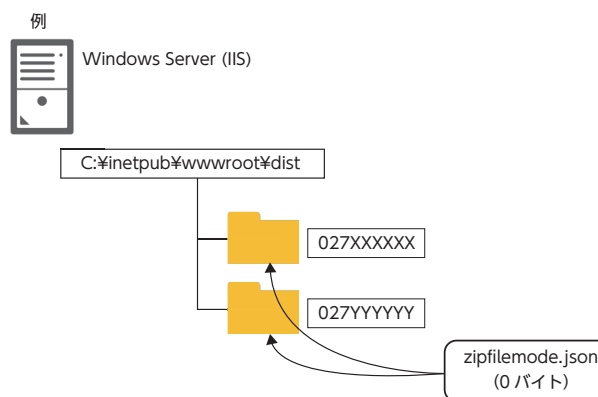 例
Windows Server (IIS)
C:¥inetpub¥wwwroot¥dist
027XXXXXX
027YYYYYY
zipfilemode.json
(0 バイト)